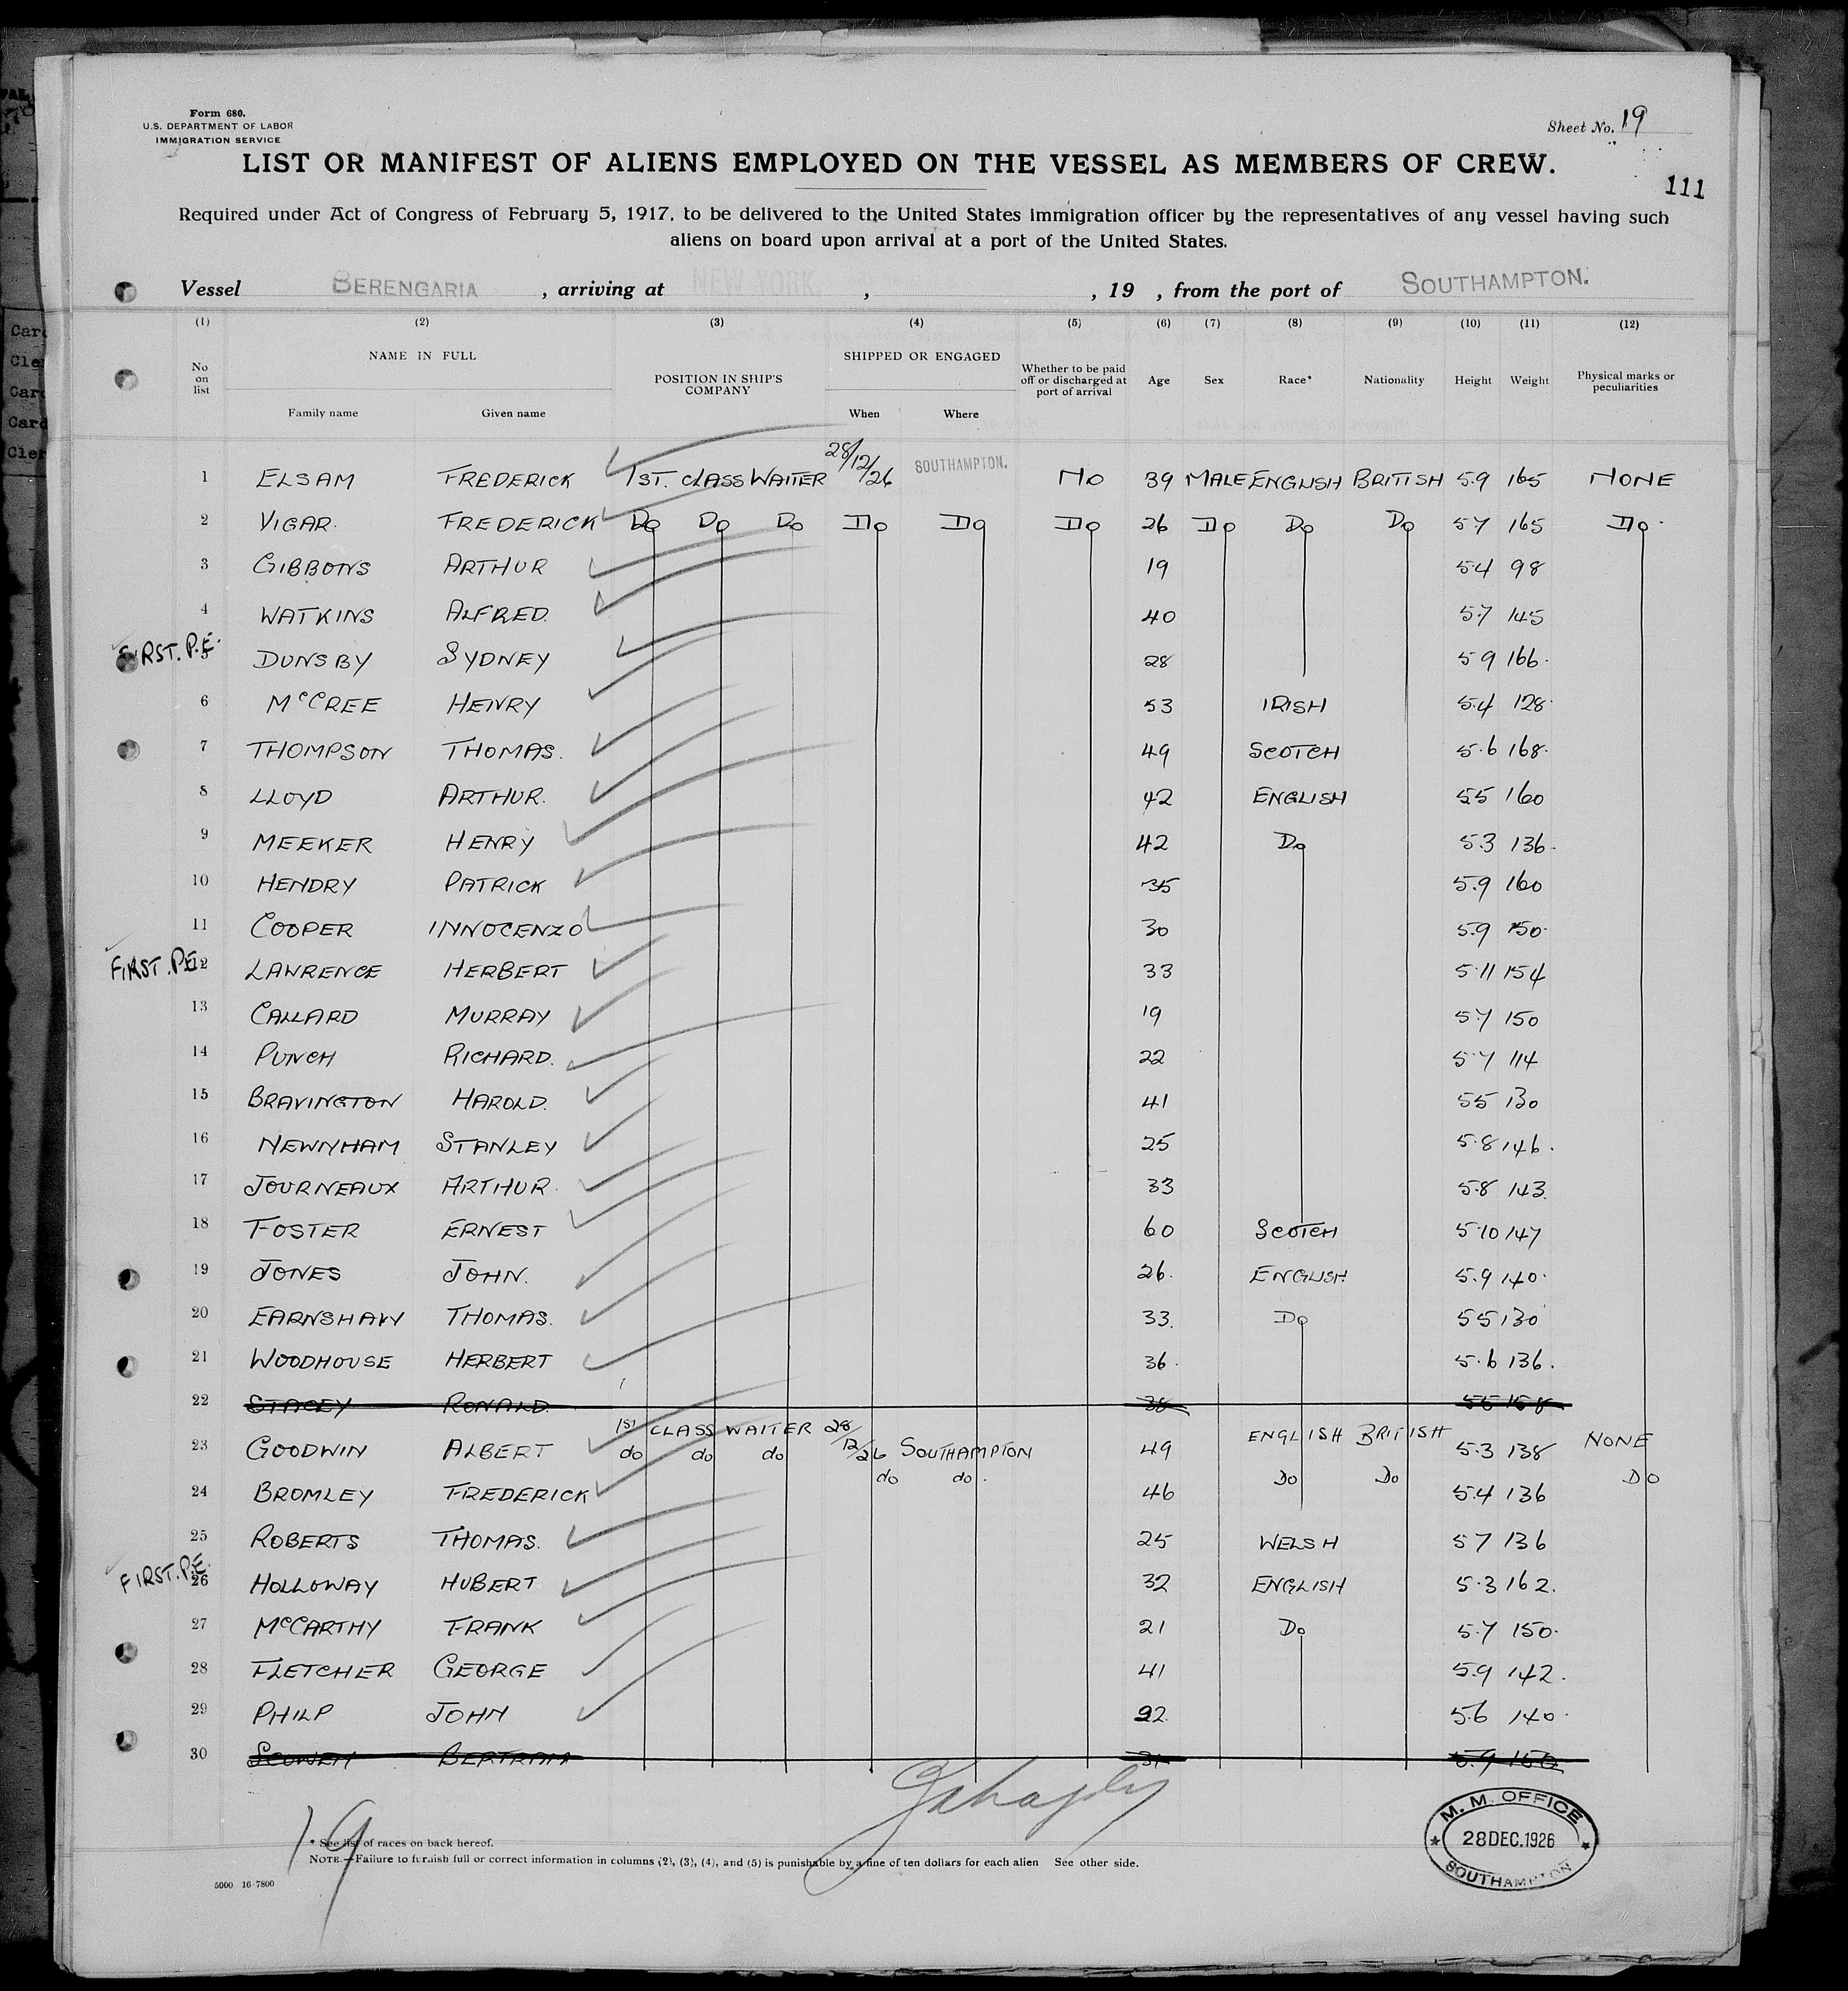 Form 680.
U.S. DEPARTMENT OF LABOR
IMMIGRATION SERVICE
Sheet No. 19
LIST OR MANIFEST OF ALIENS EMPLOYED ON THE VESSEL AS MEMBERS OF CREW.
111
Required under Act of Congress of February 5, 1917, to be delivered to the United States immigration officer by the representatives of any vessel having such
aliens on board upon arrival at a port of the United States.
Vessel BERENGARIA, arriving at NEW YORK, , 19 , from the port of SOUTHAMPTON.
(1) (2) (3) (4) (5) (6) (7) (8) (9) (10) (11) (12)
No on list NAME IN FULL Family name Given name POSITION IN SHIP'S COMPANY SHIPPED OR ENGAGED When Where Whether to be paid off or discharged at port of arrival Age Sex Race* Nationality Height Weight Physical marks or peculiarities
1 ELSAM FREDERICK 1ST. CLASS WAITER 28/12/26 SOUTHAMPTON. NO 39 MALE ENGLISH BRITISH 5.9 165 NONE
2 VIGAR. FREDERICK DO DO DO DO DO DO 26 DO DO DO 5.7 165 DO.
3 GIBBONS ARTHUR 19 5.4 98
4 WATKINS ALFRED. 40 5.7 145
FIRST. P.E. 5 DUNSBY SYDNEY 28 5 9 166.
6 McCREE HENRY 53 IRISH 5.4 128.
7 THOMPSON THOMAS. 49 SCOTCH 5.6 168.
8 LLOYD ARTHUR. 42 ENGLISH 55 160
9 MEEKER HENRY 42 DO 5.3 136.
10 HENDRY PATRICK 35 5.9 160
11 COOPER INNOCENZO 30 5.9 150.
FIRST. P.E. 12 LAWRENCE HERBERT 33 5.11 154
13 CALLARD MURRAY 19 5.7 150
14 PUNCH RICHARD. 22 5.7 114
15 BRAVINGTON HAROLD. 41 55 130
16 NEWNHAM STANLEY 25 5.8 146.
17 JOURNEAUX ARTHUR. 33 5.8 143.
18 FOSTER ERNEST 60 SCOTCH 5.10 147
19 JONES JOHN. 26. ENGLISH 5.9 140.
20 EARNSHAW THOMAS. 33. DO 55 130
21 WOODHOUSE HERBERT 36. 5.6 136.
22 STACEY RONALD.
23 GOODWIN ALBERT 1ST CLASS WAITER 28/12/26 SOUTHAMPTON 49 ENGLISH BRITISH 5.3 138 NONE
24 BROMLEY FREDERICK do do do do do. 46 DO DO 5.4 136 DO
25 ROBERTS THOMAS. 25 WELSH 57 136
FIRST. P.E. 26 HOLLOWAY HUBERT 32 ENGLISH 5.3 162.
27 McCARTHY FRANK 21 DO 5.7 150.
28 FLETCHER GEORGE 41 5.9 142.
29 PHILP JOHN 22. 5.6 140.
30 BERTRAM
19
* See list of races on back hereof.
NOTE.—Failure to furnish full or correct information in columns (2), (3), (4), and (5) is punishable by a fine of ten dollars for each alien See other side.
5000 16-7800
M. M. OFFICE
28 DEC. 1926
SOUTHAMPTON